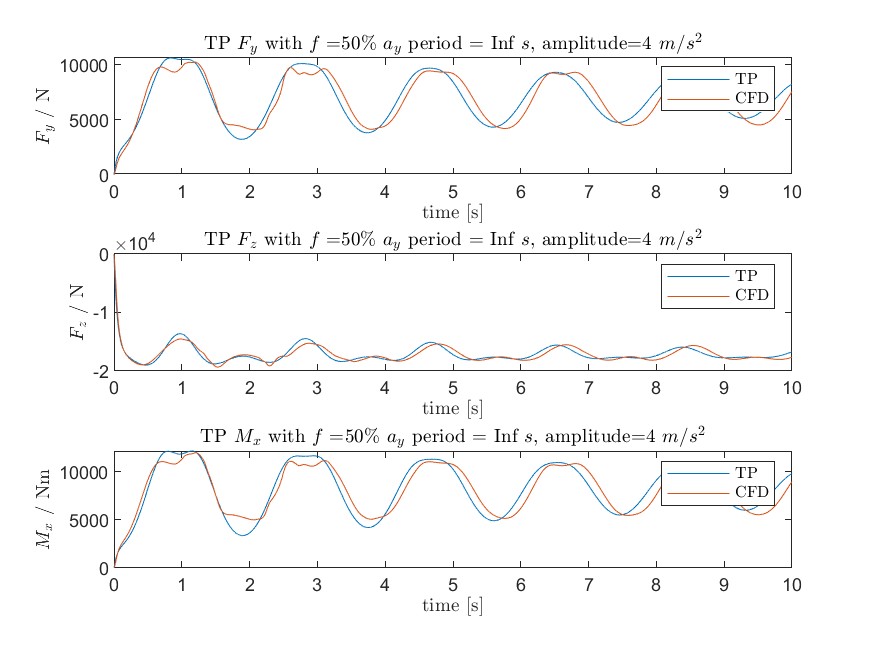 TP F_y with f =50% a_y period = Inf s, amplitude=4 m/s^2
10000
5000
0
F_y / N
TP
CFD
0 1 2 3 4 5 6 7 8 9 10
time [s]
TP F_z with f =50% a_y period = Inf s, amplitude=4 m/s^2
×10^4
0
-1
-2
F_z / N
TP
CFD
0 1 2 3 4 5 6 7 8 9 10
time [s]
TP M_x with f =50% a_y period = Inf s, amplitude=4 m/s^2
10000
5000
0
M_x / Nm
TP
CFD
0 1 2 3 4 5 6 7 8 9 10
time [s]